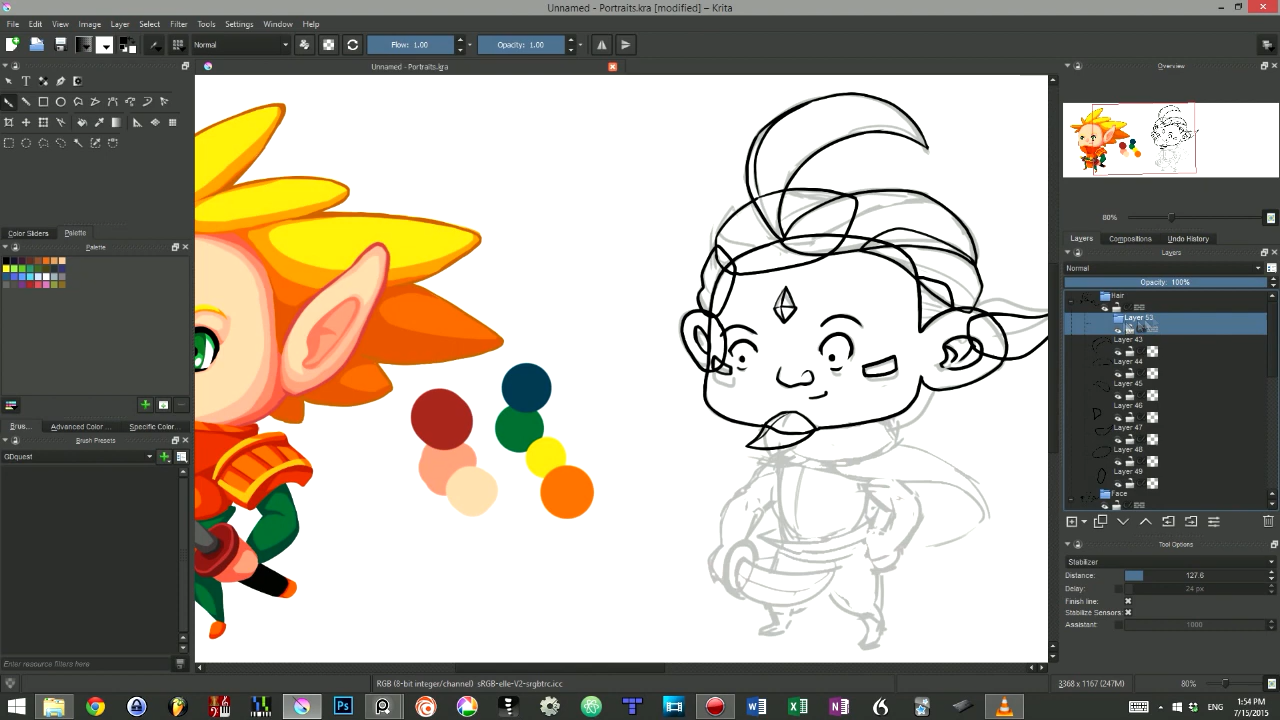 Unnamed - Portraits.kra [modified] – Krita
File Edit View Image Layer Select Filter Tools Settings Window Help
Normal Flow: 1.00 Opacity: 1.00
Unnamed - Portraits.kra
Overview
80%
Color Sliders Palette
Palette
Layers Compositions Undo History
Layers
Normal
Opacity: 100%
Hair
Layer 53
Layer 43
Layer 44
Layer 45
Layer 46
Layer 47
Layer 48
Layer 49
Face
Brus... Advanced Color ... Specific Color...
Brush Presets
GDquest
Tool Options
Stabilizer
Distance: 127.6
Delay: 24 px
Finish line:
Stabilize Sensors:
Assistant: 1000
Enter resource filters here
RGB (8-bit integer/channel) sRGB-elle-V2-srgbtrc.icc
3368 x 1167 (247M) 80%
ENG
1:54 PM
7/15/2015